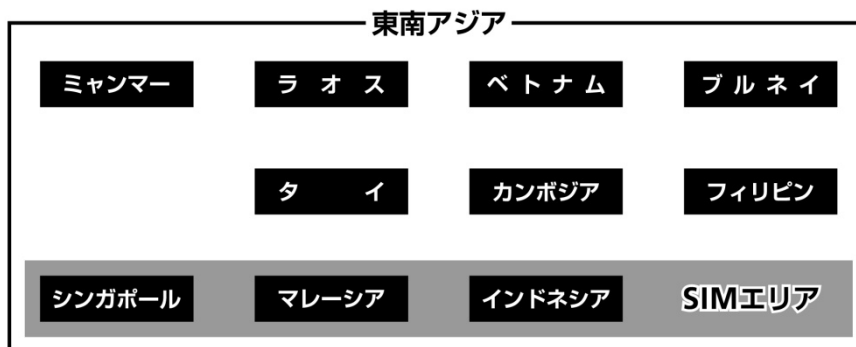 東南アジア
ミャンマー ラオス ベトナム ブルネイ
タイ カンボジア フィリピン
シンガポール マレーシア インドネシア SIMエリア